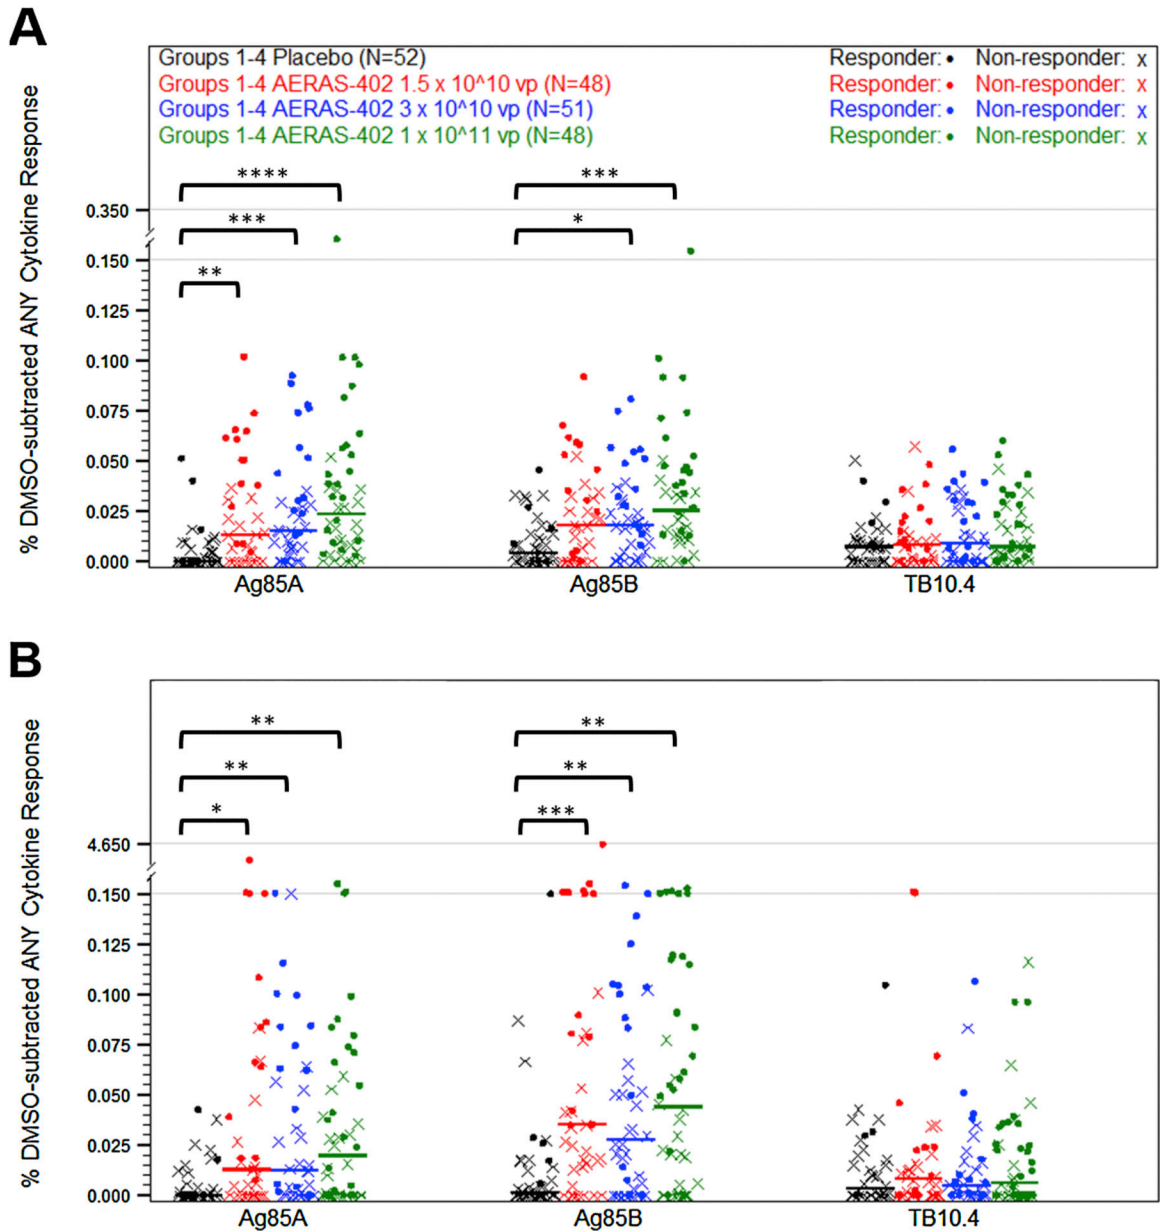 A
Groups 1-4 Placebo (N=52) Responder: • Non-responder: x
Groups 1-4 AERAS-402 1.5 x 10^10 vp (N=48) Responder: • Non-responder: x
Groups 1-4 AERAS-402 3 x 10^10 vp (N=51) Responder: • Non-responder: x
Groups 1-4 AERAS-402 1 x 10^11 vp (N=48) Responder: • Non-responder: x
% DMSO-subtracted ANY Cytokine Response
**** ***
0.350
*** *
0.150
**
0.125
0.100
0.075
0.050
0.025
0.000
Ag85A Ag85B TB10.4
B
% DMSO-subtracted ANY Cytokine Response
** **
** **
* ***
4.650
0.150
0.125
0.100
0.075
0.050
0.025
0.000
Ag85A Ag85B TB10.4